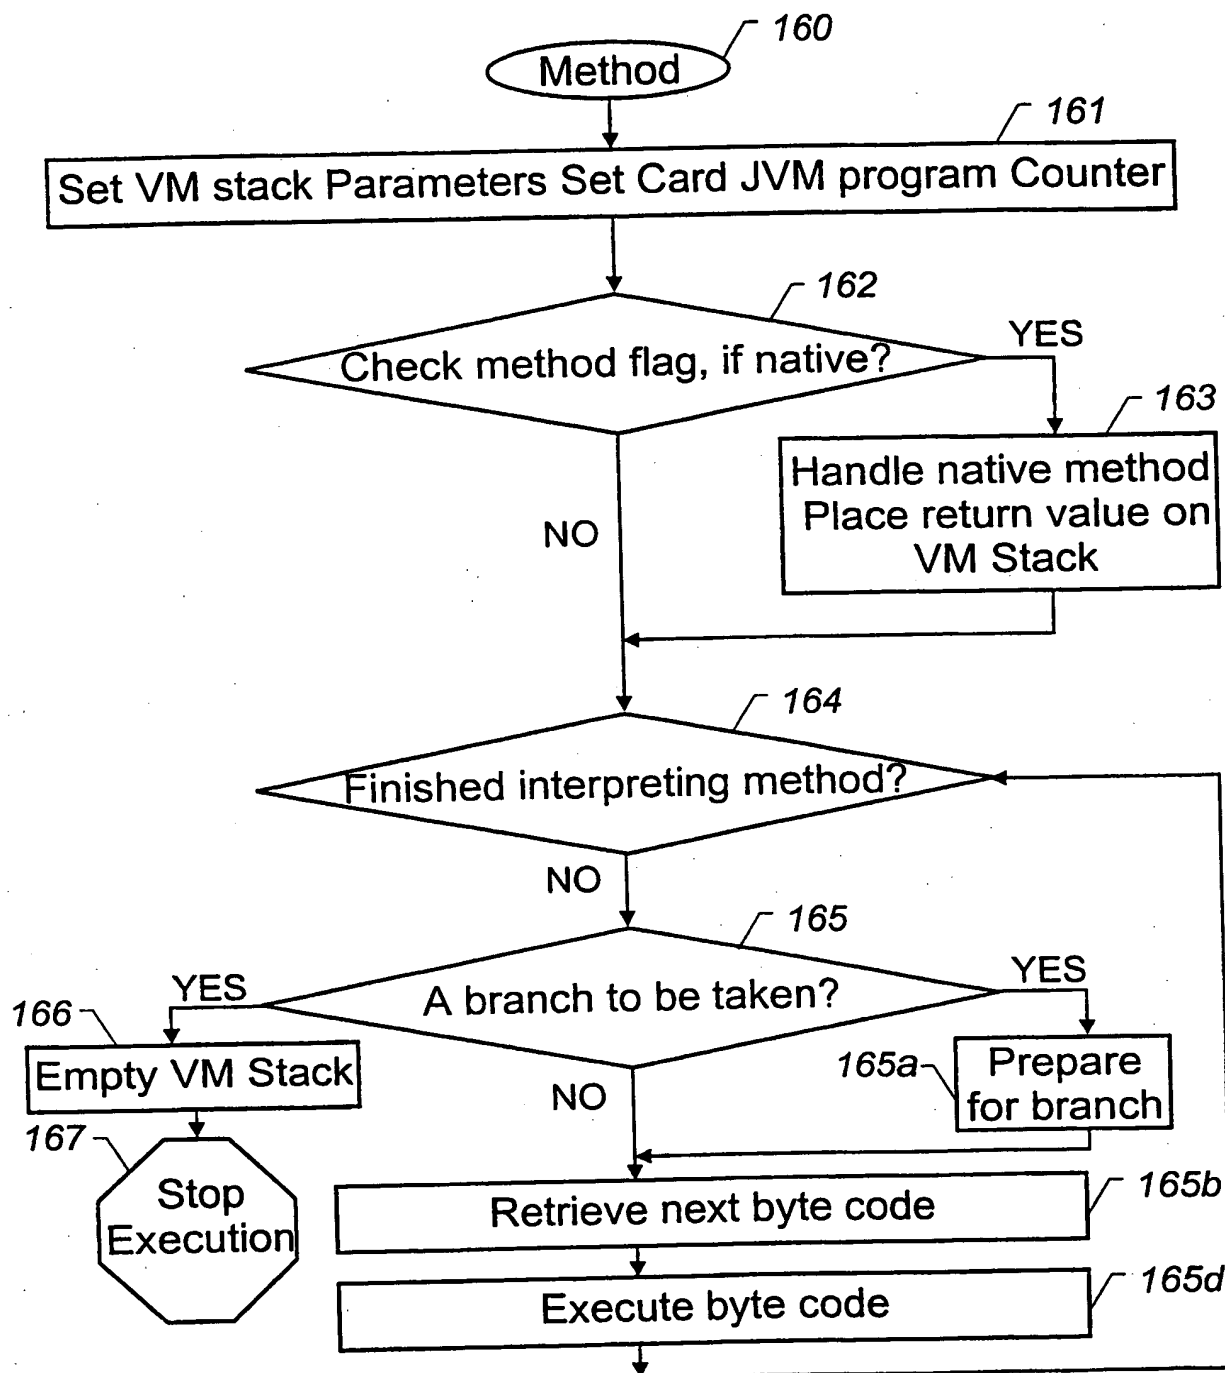 160
Method
161
Set VM stack Parameters Set Card JVM program Counter
162
Check method flag, if native?
YES
163
Handle native method
Place return value on
VM Stack
NO
164
Finished interpreting method?
NO
165
YES
A branch to be taken?
YES
166
Empty VM Stack
165a
Prepare
for branch
NO
167
Stop
Execution
165b
Retrieve next byte code
165d
Execute byte code